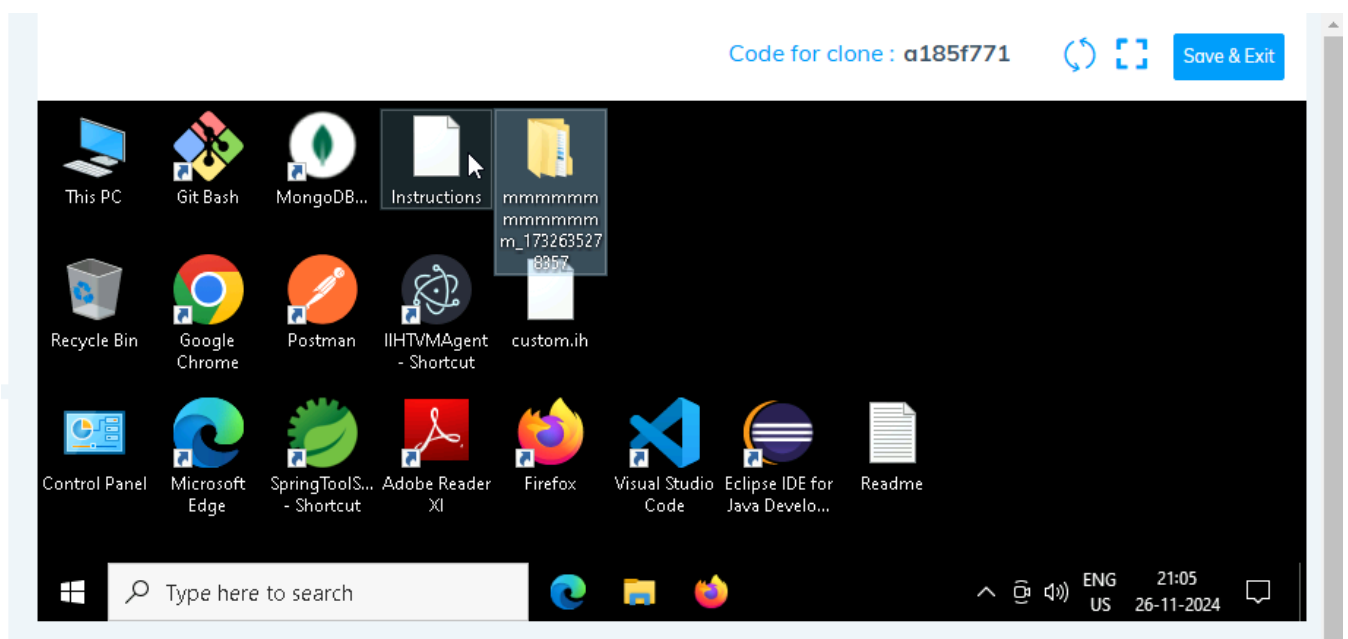 Code for clone : a185f771
Save & Exit
This PC
Git Bash
MongoDB...
Instructions
mmmmmm
mmmmmm
m_173263527
8357
Recycle Bin
Google
Chrome
Postman
IIHTVMAgent
- Shortcut
custom.ih
Control Panel
Microsoft
Edge
SpringToolS...
- Shortcut
Adobe Reader
XI
Firefox
Visual Studio
Code
Eclipse IDE for
Java Develo...
Readme
Type here to search
ENG
US
21:05
26-11-2024